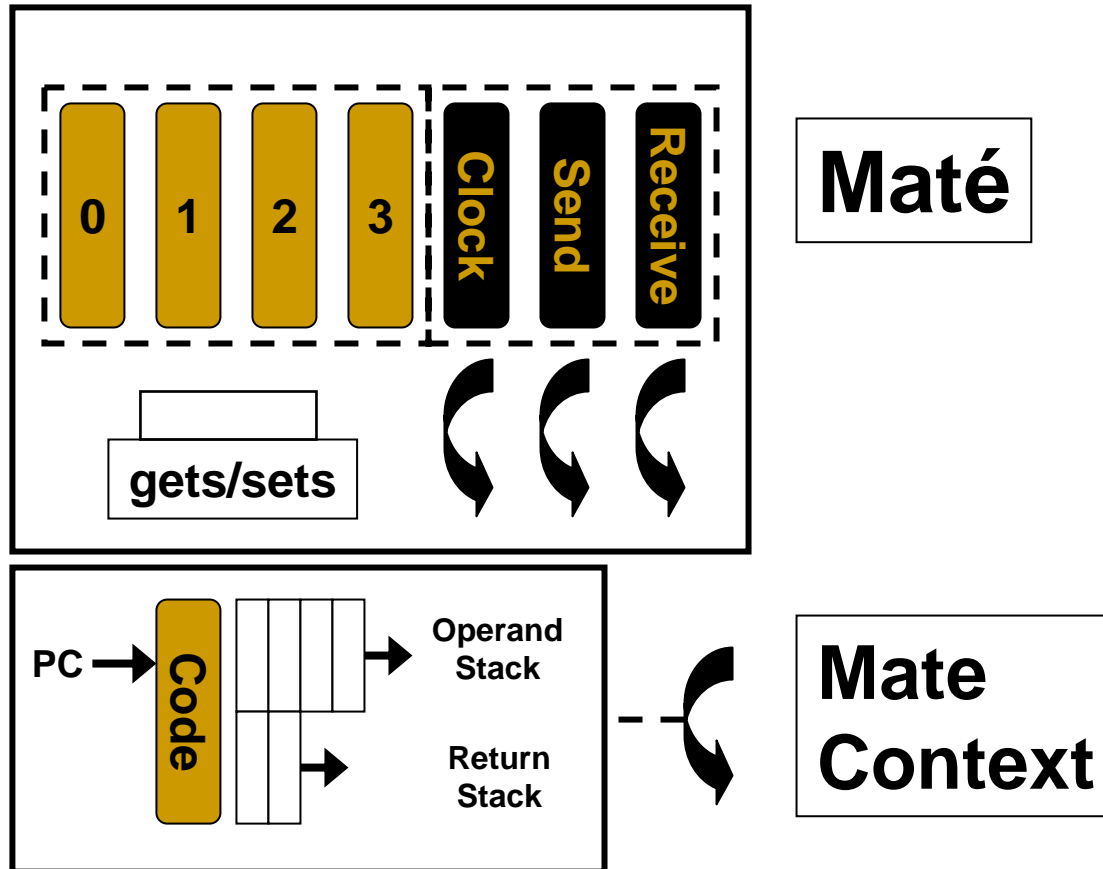 0 1 2 3 Clock Send Receive
Maté
gets/sets
PC
Code
Operand
Stack
Return
Stack
Mate
Context